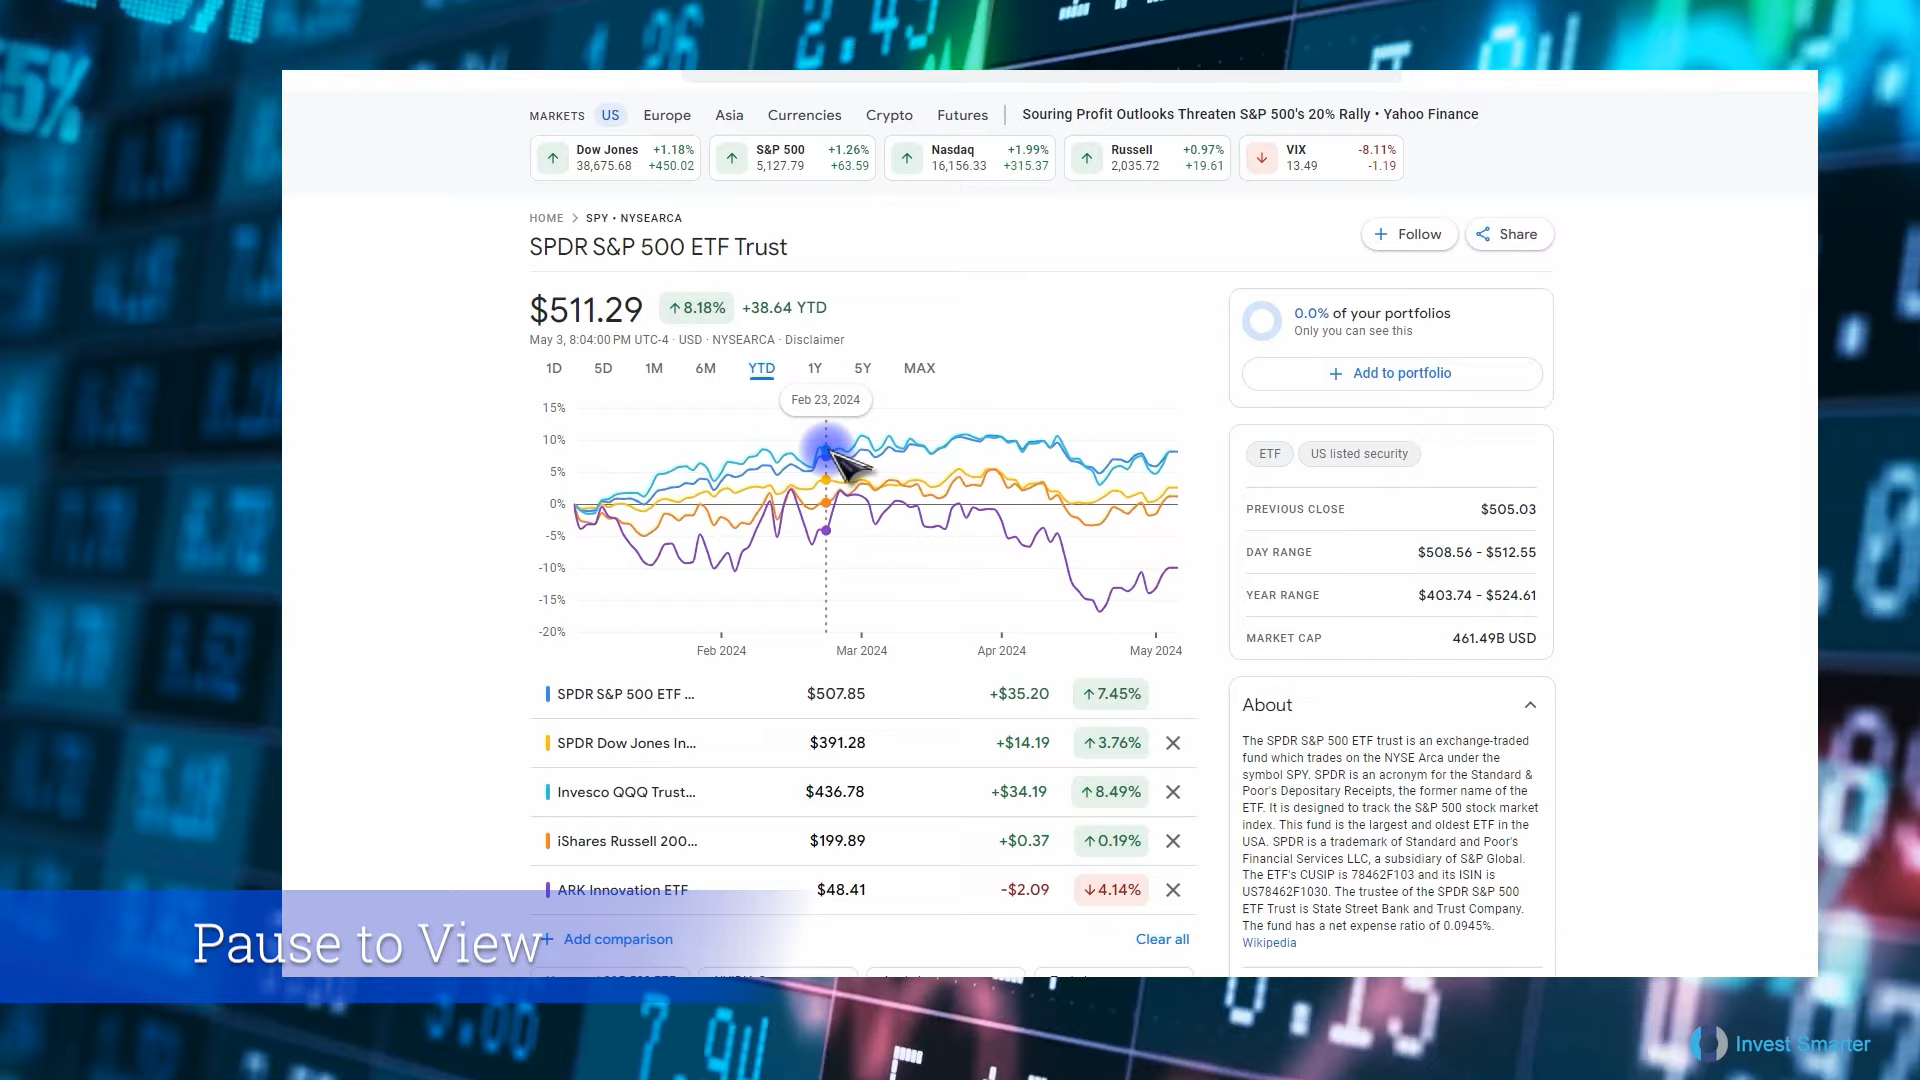 MARKETS US Europe Asia Currencies Crypto Futures Souring Profit Outlooks Threaten S&P 500's 20% Rally • Yahoo Finance
Dow Jones +1.18% S&P 500 +1.26% Nasdaq +1.99% Russell +0.97% VIX -8.11%
38,675.68 +450.02 5,127.79 +63.59 16,156.33 +315.37 2,035.72 +19.61 13.49 -1.19
HOME > SPY • NYSEARCA
SPDR S&P 500 ETF Trust
+ Follow Share
$511.29 ↑8.18% +38.64 YTD
May 3, 8:04:00 PM UTC-4 · USD · NYSEARCA · Disclaimer
1D 5D 1M 6M YTD 1Y 5Y MAX
Feb 23, 2024
15%
10%
5%
0%
-5%
-10%
-15%
-20%
Feb 2024 Mar 2024 Apr 2024 May 2024
SPDR S&P 500 ETF ... $507.85 +$35.20 ↑7.45%
SPDR Dow Jones In... $391.28 +$14.19 ↑3.76%
Invesco QQQ Trust... $436.78 +$34.19 ↑8.49%
iShares Russell 200... $199.89 +$0.37 ↑0.19%
ARK Innovation ETF $48.41 -$2.09 ↓4.14%
+ Add comparison Clear all
0.0% of your portfolios
Only you can see this
+ Add to portfolio
ETF US listed security
PREVIOUS CLOSE $505.03
DAY RANGE $508.56 - $512.55
YEAR RANGE $403.74 - $524.61
MARKET CAP 461.49B USD
About
The SPDR S&P 500 ETF trust is an exchange-traded
fund which trades on the NYSE Arca under the
symbol SPY. SPDR is an acronym for the Standard &
Poor's Depositary Receipts, the former name of the
ETF. It is designed to track the S&P 500 stock market
index. This fund is the largest and oldest ETF in the
USA. SPDR is a trademark of Standard and Poor's
Financial Services LLC, a subsidiary of S&P Global.
The ETF's CUSIP is 78462F103 and its ISIN is
US78462F1030. The trustee of the SPDR S&P 500
ETF Trust is State Street Bank and Trust Company.
The fund has a net expense ratio of 0.0945%.
Wikipedia
Pause to View
Invest Smarter